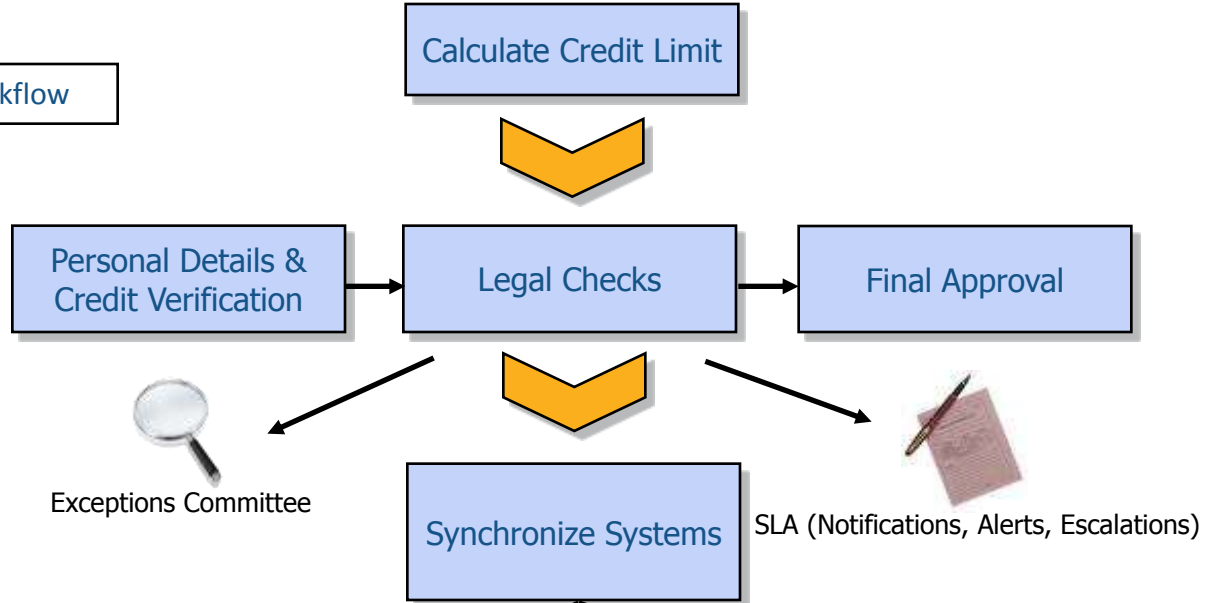 Calculate Credit Limit
kflow
Personal Details &
Credit Verification
Legal Checks
Final Approval
Exceptions Committee
SLA (Notifications, Alerts, Escalations)
Synchronize Systems